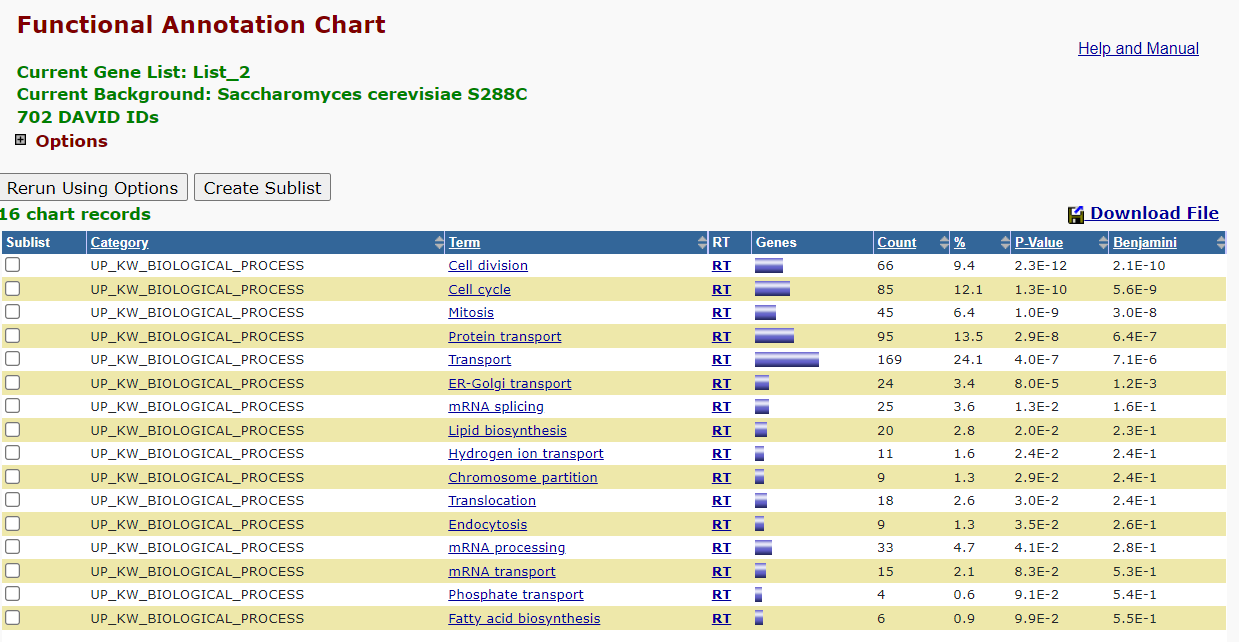 Functional Annotation Chart
Help and Manual
Current Gene List: List_2
Current Background: Saccharomyces cerevisiae S288C
702 DAVID IDs
Options
Rerun Using Options Create Sublist
16 chart records
Download File
Sublist Category Term RT Genes Count % P-Value Benjamini
UP_KW_BIOLOGICAL_PROCESS Cell division RT 66 9.4 2.3E-12 2.1E-10
UP_KW_BIOLOGICAL_PROCESS Cell cycle RT 85 12.1 1.3E-10 5.6E-9
UP_KW_BIOLOGICAL_PROCESS Mitosis RT 45 6.4 1.0E-9 3.0E-8
UP_KW_BIOLOGICAL_PROCESS Protein transport RT 95 13.5 2.9E-8 6.4E-7
UP_KW_BIOLOGICAL_PROCESS Transport RT 169 24.1 4.0E-7 7.1E-6
UP_KW_BIOLOGICAL_PROCESS ER-Golgi transport RT 24 3.4 8.0E-5 1.2E-3
UP_KW_BIOLOGICAL_PROCESS mRNA splicing RT 25 3.6 1.3E-2 1.6E-1
UP_KW_BIOLOGICAL_PROCESS Lipid biosynthesis RT 20 2.8 2.0E-2 2.3E-1
UP_KW_BIOLOGICAL_PROCESS Hydrogen ion transport RT 11 1.6 2.4E-2 2.4E-1
UP_KW_BIOLOGICAL_PROCESS Chromosome partition RT 9 1.3 2.9E-2 2.4E-1
UP_KW_BIOLOGICAL_PROCESS Translocation RT 18 2.6 3.0E-2 2.4E-1
UP_KW_BIOLOGICAL_PROCESS Endocytosis RT 9 1.3 3.5E-2 2.6E-1
UP_KW_BIOLOGICAL_PROCESS mRNA processing RT 33 4.7 4.1E-2 2.8E-1
UP_KW_BIOLOGICAL_PROCESS mRNA transport RT 15 2.1 8.3E-2 5.3E-1
UP_KW_BIOLOGICAL_PROCESS Phosphate transport RT 4 0.6 9.1E-2 5.4E-1
UP_KW_BIOLOGICAL_PROCESS Fatty acid biosynthesis RT 6 0.9 9.9E-2 5.5E-1